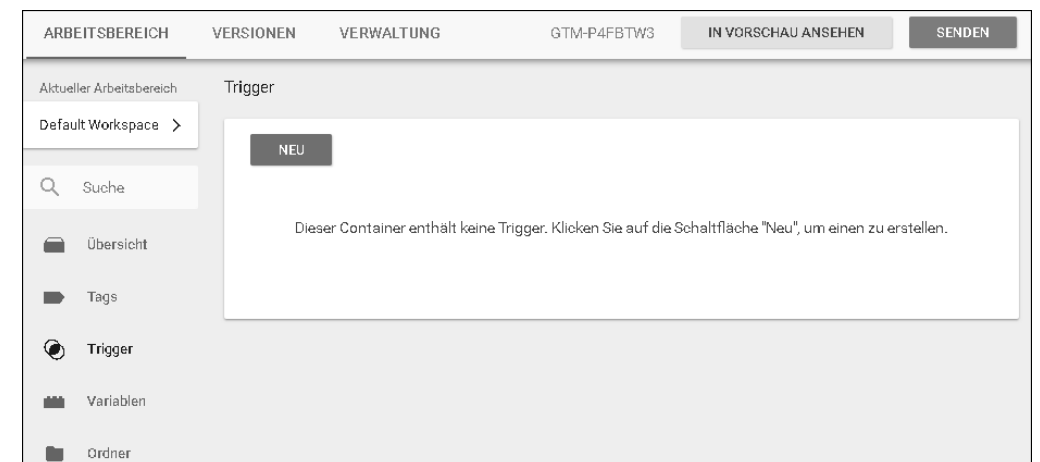 ARBEITSBEREICH VERSIONEN VERWALTUNG GTM-P4FBTW3 IN VORSCHAU ANSEHEN SENDEN
Aktueller Arbeitsbereich
Default Workspace
Suche
Übersicht
Tags
Trigger
Variablen
Ordner
Trigger
NEU
Dieser Container enthält keine Trigger. Klicken Sie auf die Schaltfläche "Neu", um einen zu erstellen.